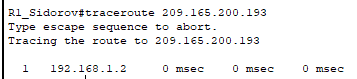 R1_Sidorov#traceroute 209.165.200.193
Type escape sequence to abort.
Tracing the route to 209.165.200.193
1 192.168.1.2 0 msec 0 msec 0 msec